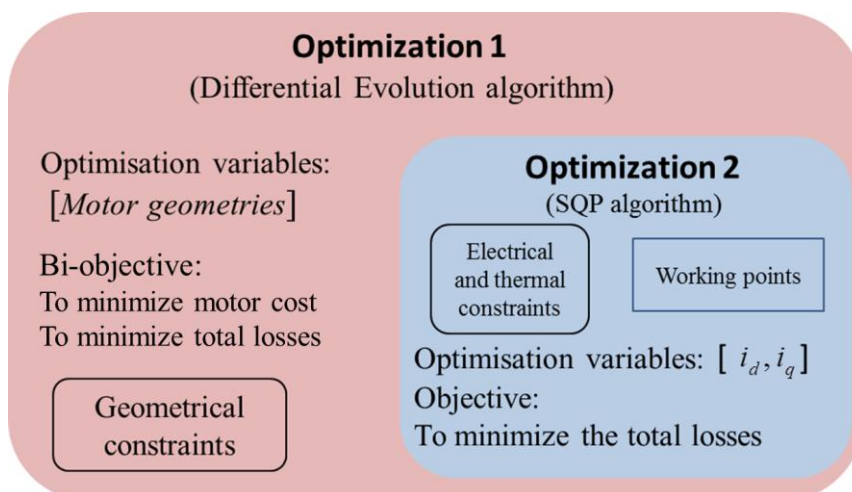 Optimization 1
(Differential Evolution algorithm)
Optimisation variables:
[Motor geometries]
Bi-objective:
To minimize motor cost
To minimize total losses
Geometrical
constraints
Optimization 2
(SQP algorithm)
Electrical
and thermal
constraints
Working points
Optimisation variables: [ i_d, i_q]
Objective:
To minimize the total losses